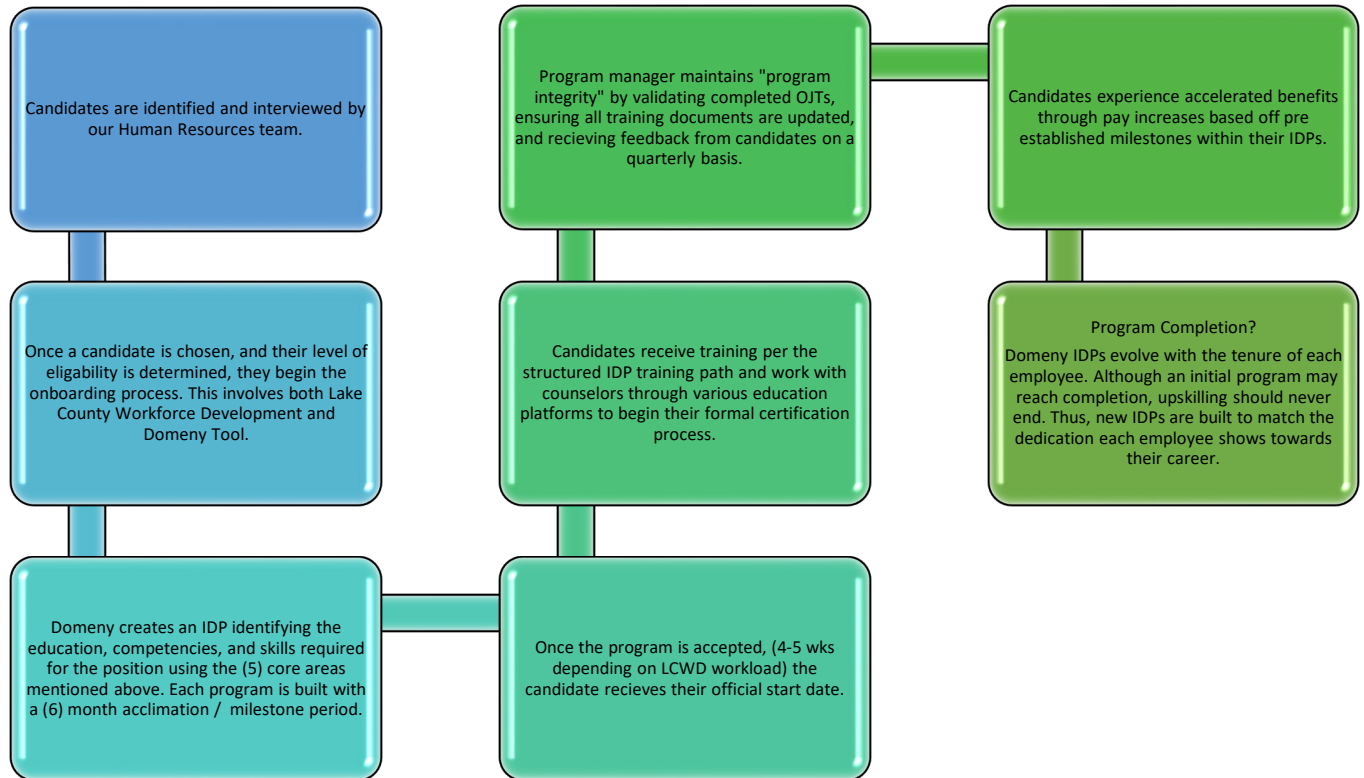 Candidates are identified and interviewed by
our Human Resources team.
Once a candidate is chosen, and their level of
eligability is determined, they begin the
onboarding process. This involves both Lake
County Workforce Development and
Domeny Tool.
Domeny creates an IDP identifying the
education, competencies, and skills required
for the position using the (5) core areas
mentioned above. Each program is built with
a (6) month acclimation / milestone period.
Once the program is accepted, (4-5 wks
depending on LCWD workload) the
candidate recieves their official start date.
Candidates receive training per the
structured IDP training path and work with
counselors through various education
platforms to begin their formal certification
process.
Program manager maintains "program
integrity" by validating completed OJTs,
ensuring all training documents are updated,
and recieving feedback from candidates on a
quarterly basis.
Candidates experience accelerated benefits
through pay increases based off pre
established milestones within their IDPs.
Program Completion?
Domeny IDPs evolve with the tenure of each
employee. Although an initial program may
reach completion, upskilling should never
end. Thus, new IDPs are built to match the
dedication each employee shows towards
their career.